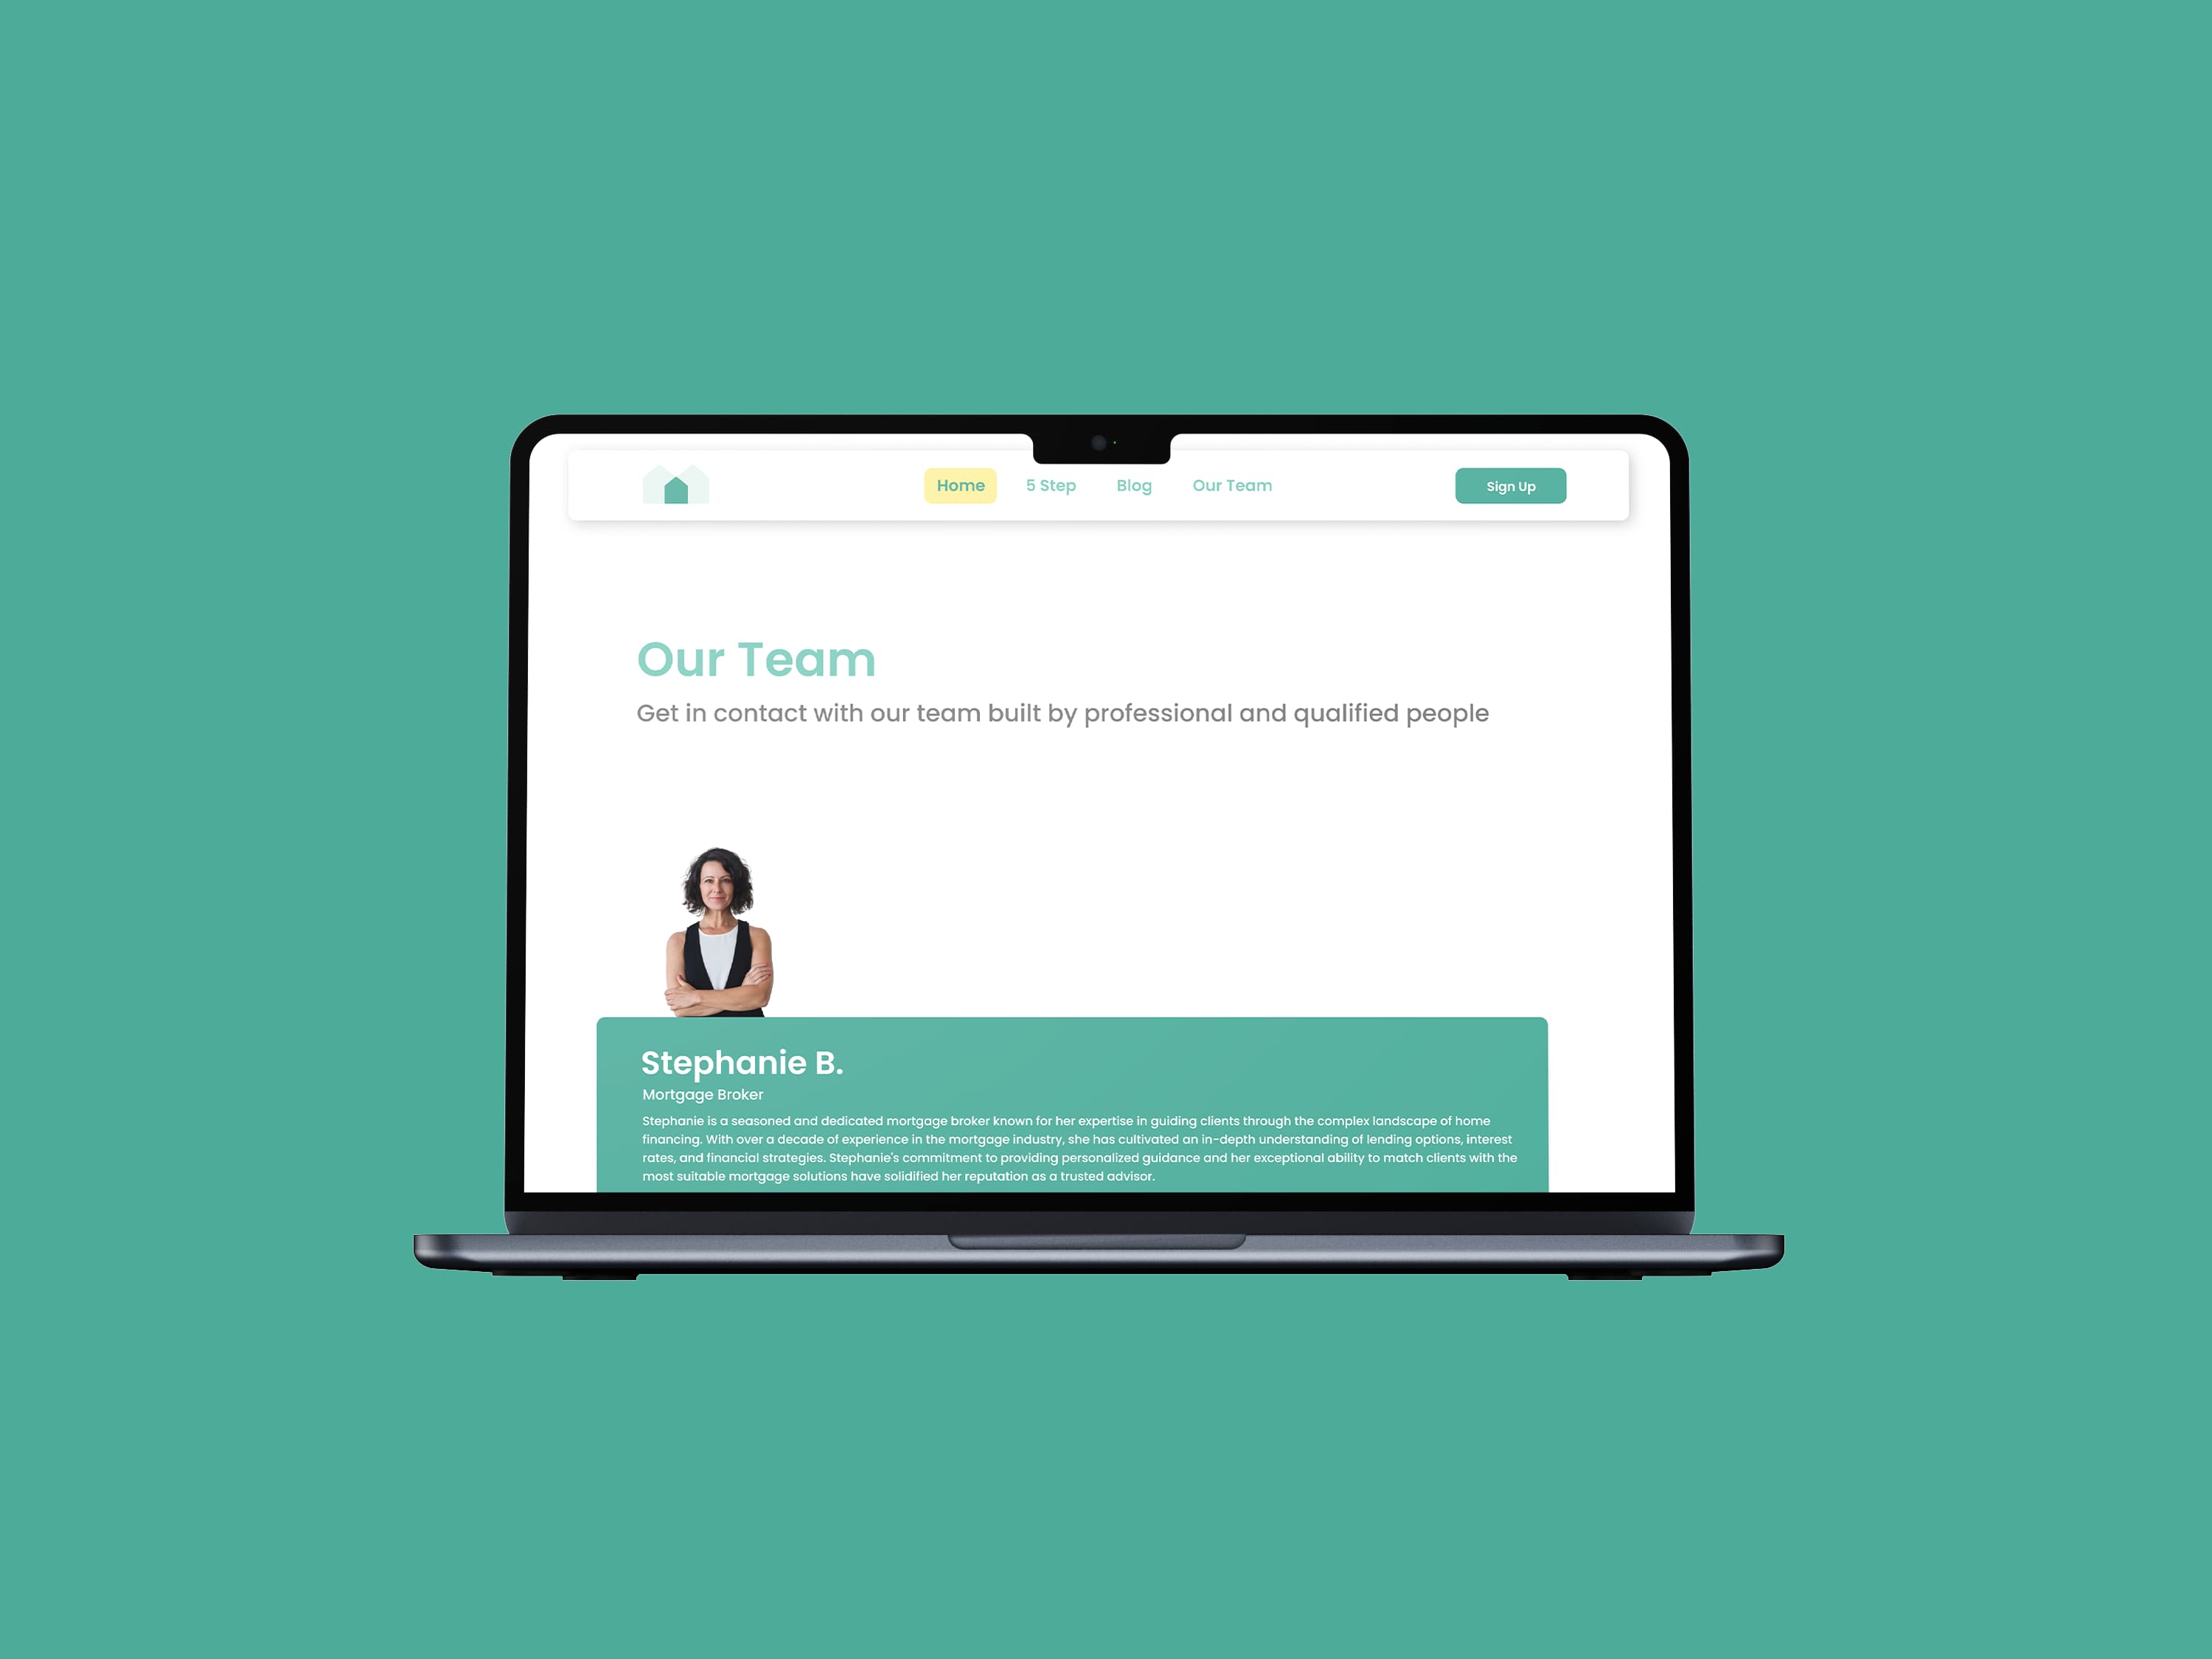 Home
5 Step
Blog
Our Team
Sign Up
Our Team
Get in contact with our team built by professional and qualified people
Stephanie B.
Mortgage Broker
Stephanie is a seasoned and dedicated mortgage broker known for her expertise in guiding clients through the complex landscape of home
financing. With over a decade of experience in the mortgage industry, she has cultivated an in-depth understanding of lending options, interest
rates, and financial strategies. Stephanie's commitment to providing personalized guidance and her exceptional ability to match clients with the
most suitable mortgage solutions have solidified her reputation as a trusted advisor.